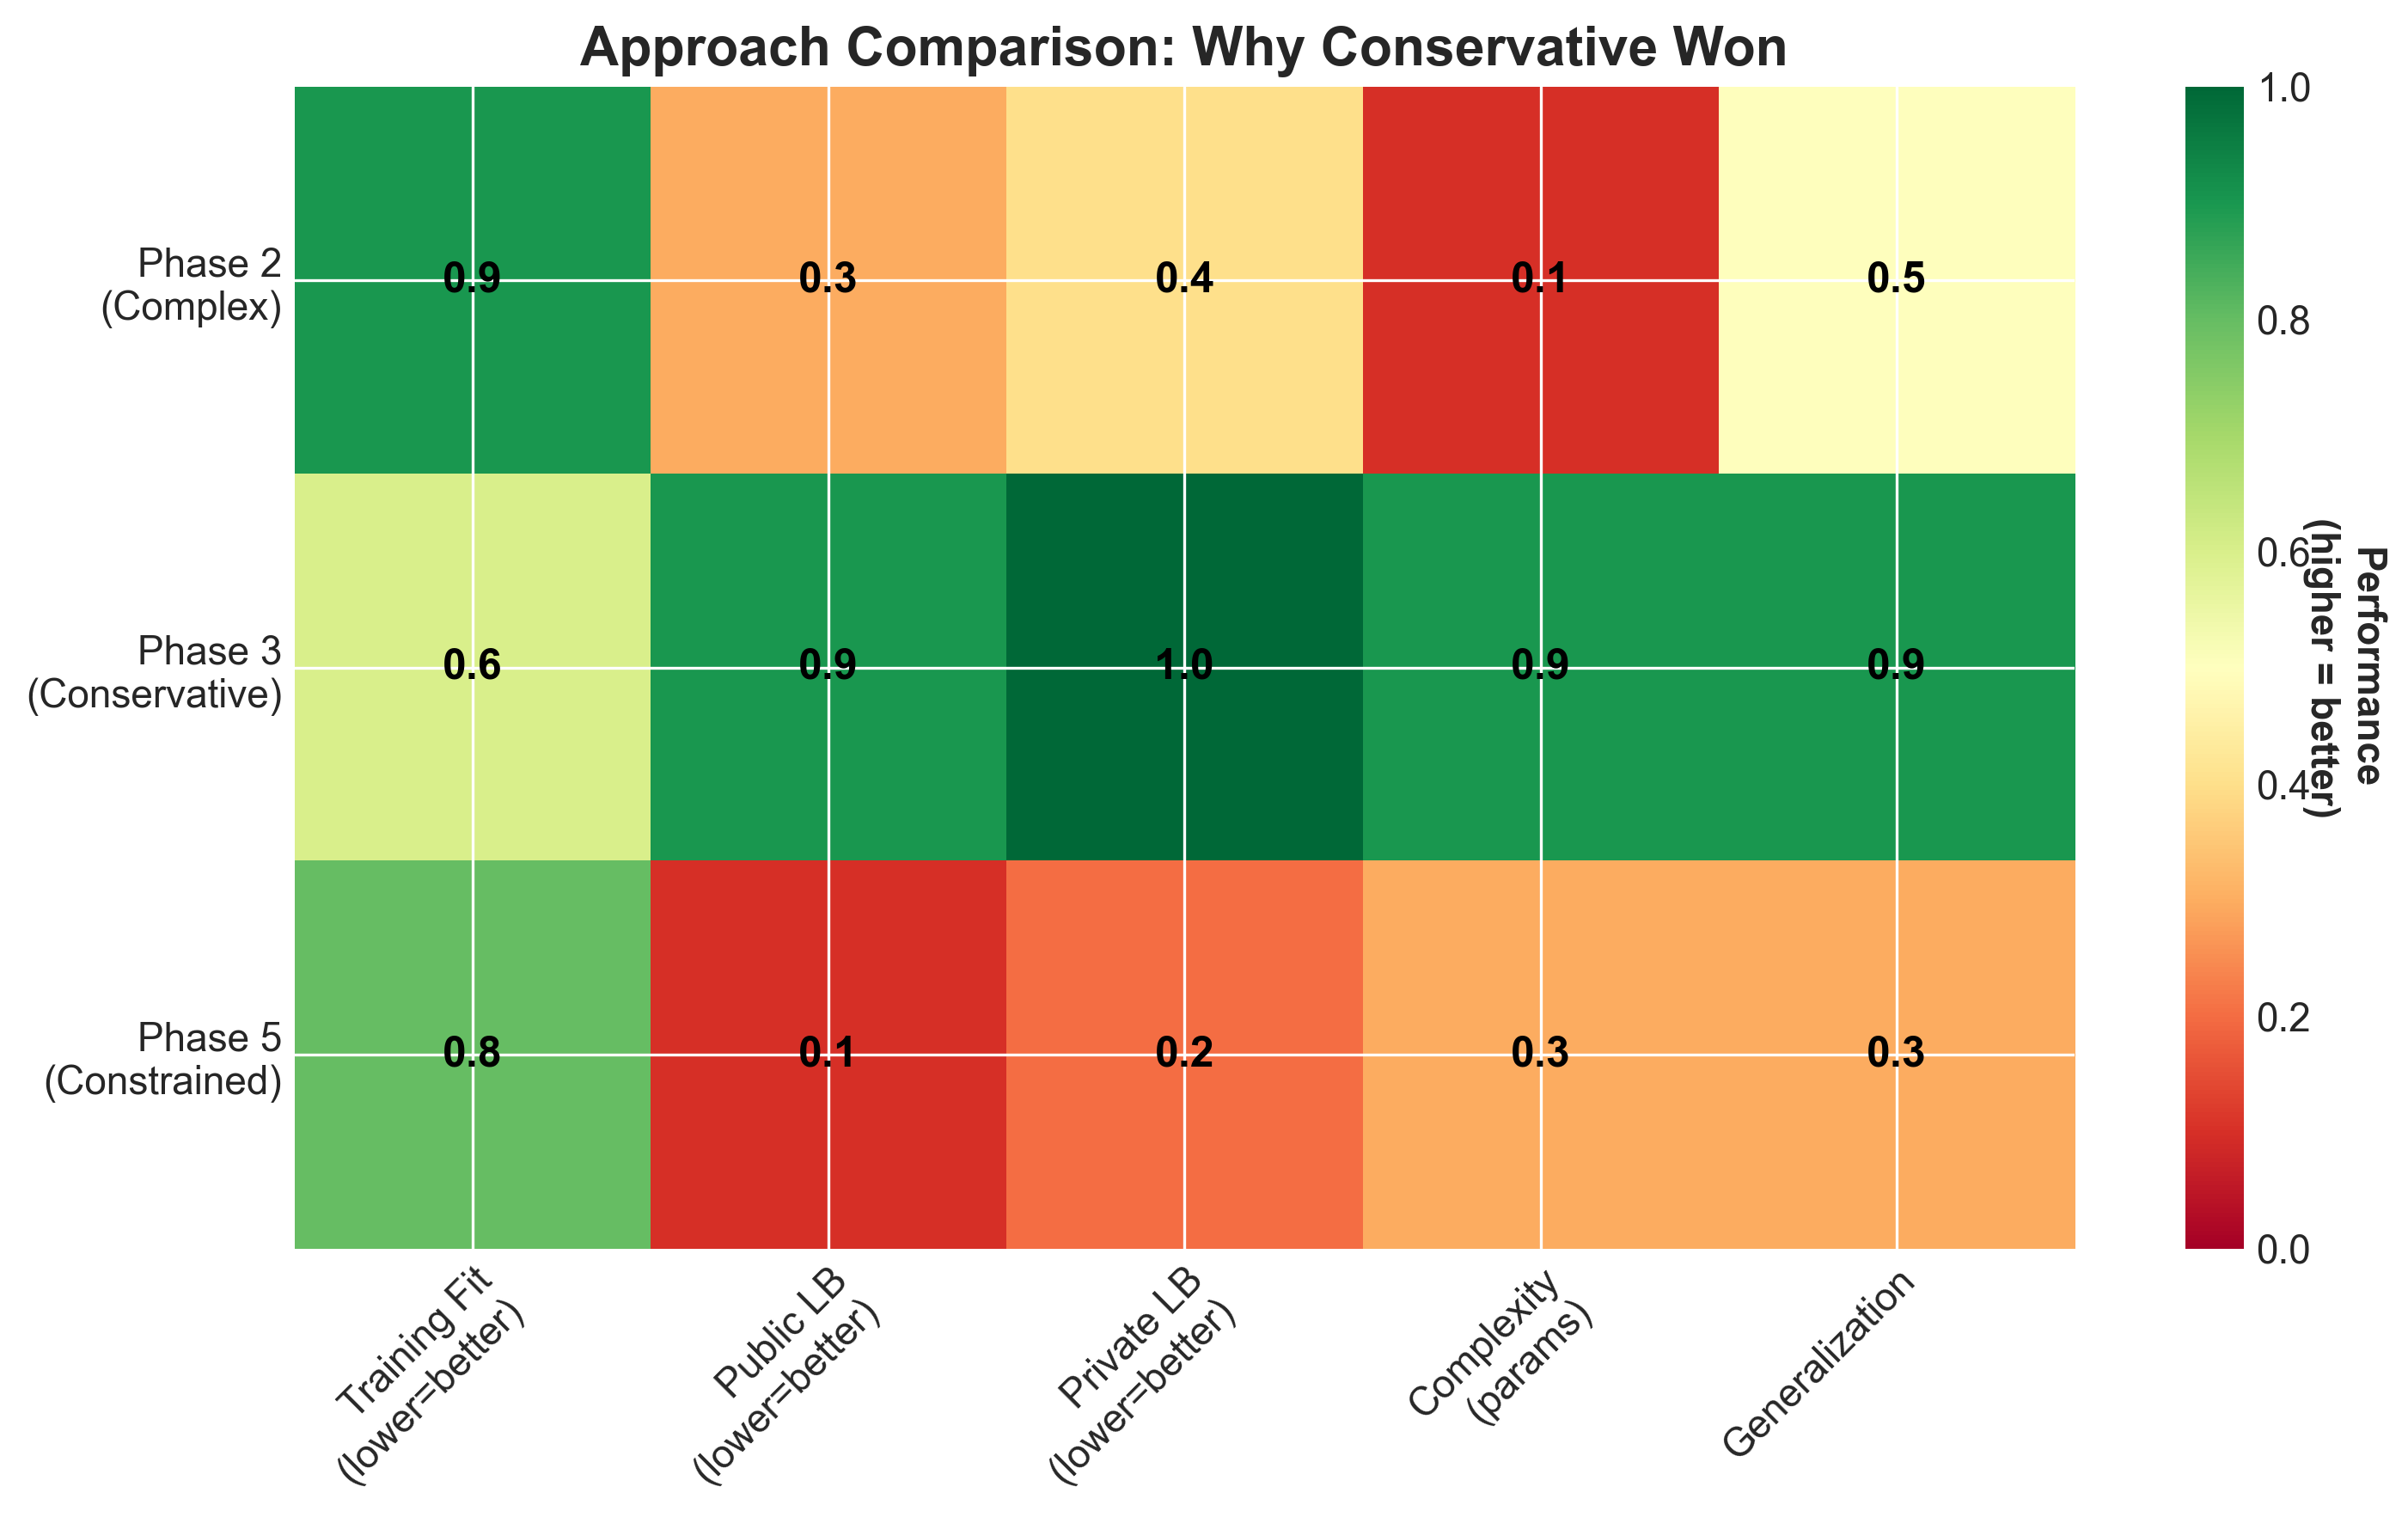 Approach Comparison: Why Conservative Won
Phase 2
(Complex)
0.9
0.3
0.4
0.1
0.5
Phase 3
(Conservative)
0.6
0.9
1.0
0.9
0.9
Phase 5
(Constrained)
0.8
0.1
0.2
0.3
0.3
Training Fit
(lower=better)
Public LB
(lower=better)
Private LB
(lower=better)
Complexity
(params)
Generalization
1.0
0.8
0.6
0.4
0.2
0.0
Performance
(higher = better)